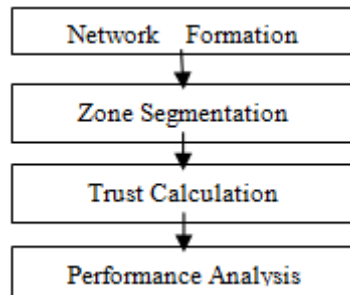 Network Formation
Zone Segmentation
Trust Calculation
Performance Analysis